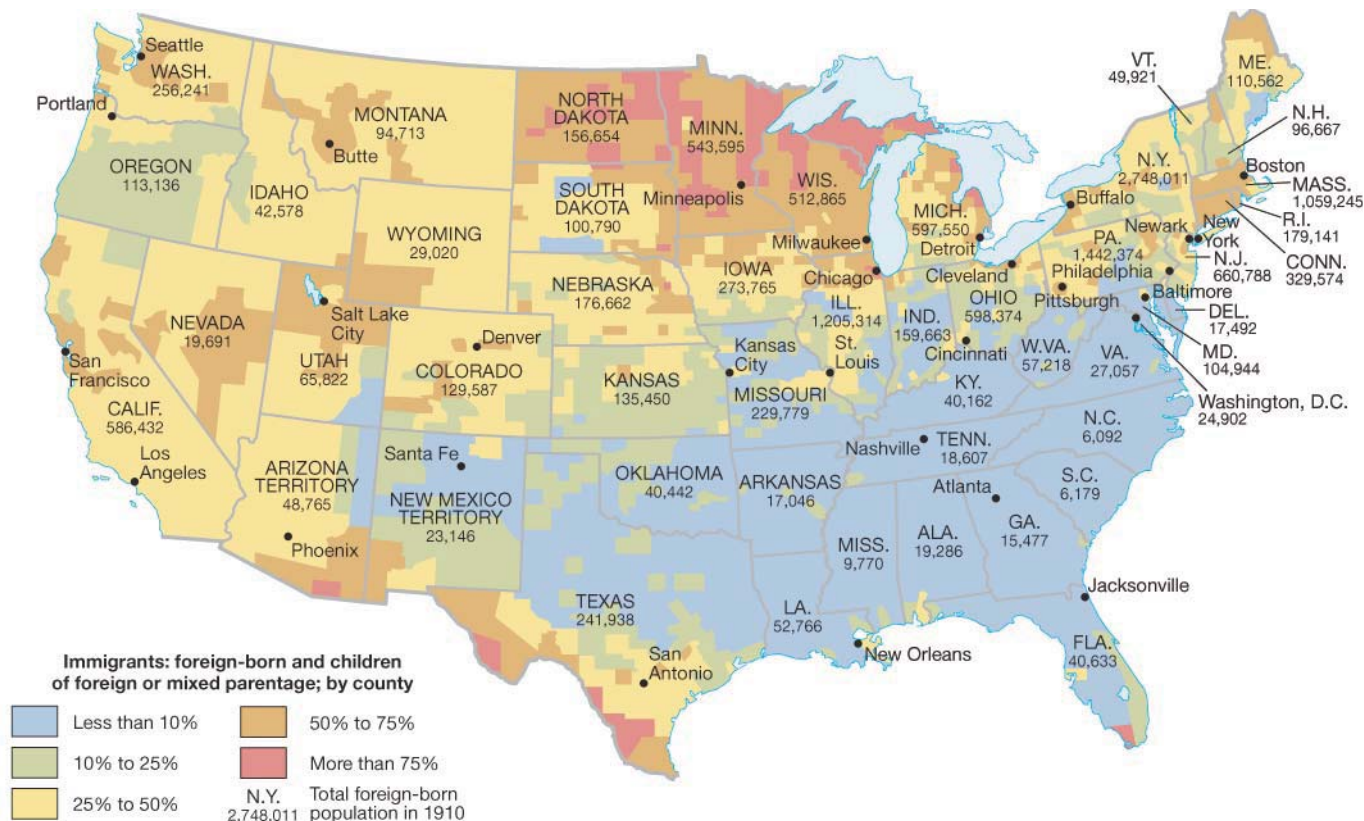 Seattle
WASH.
256,241
Portland
OREGON
113,136
IDAHO
42,578
MONTANA
94,713
Butte
WYOMING
29,020
NORTH
DAKOTA
156,654
SOUTH
DAKOTA
100,790
MINN.
543,595
Minneapolis
WIS.
512,865
Milwaukee
MICH.
597,550
Detroit
VT.
49,921
ME.
110,562
N.H.
96,667
Boston
MASS.
1,059,245
R.I.
179,141
CONN.
329,574
N.Y.
2,748,011
Buffalo
Newark
New
York
N.J.
660,788
PA.
1,442,374
Philadelphia
Pittsburgh
Baltimore
DEL.
17,492
MD.
104,944
Washington, D.C.
24,902
NEVADA
19,691
San
Francisco
CALIF.
586,432
Los
Angeles
Salt Lake
City
UTAH
65,822
Denver
COLORADO
129,587
NEBRASKA
176,662
IOWA
273,765
Chicago
ILL.
1,205,314
IND.
159,663
Cleveland
OHIO
598,374
Cincinnati
W.VA.
57,218
VA.
27,057
KANSAS
135,450
Kansas
City
St.
Louis
MISSOURI
229,779
KY.
40,162
N.C.
6,092
ARIZONA
TERRITORY
48,765
Phoenix
Santa Fe
NEW MEXICO
TERRITORY
23,146
OKLAHOMA
40,442
ARKANSAS
17,046
Nashville
TENN.
18,607
Atlanta
S.C.
6,179
GA.
15,477
ALA.
19,286
MISS.
9,770
TEXAS
241,938
San
Antonio
LA.
52,766
New Orleans
Jacksonville
FLA.
40,633
Immigrants: foreign-born and children
of foreign or mixed parentage; by county
Less than 10%
10% to 25%
25% to 50%
50% to 75%
More than 75%
N.Y.
2,748,011
Total foreign-born
population in 1910